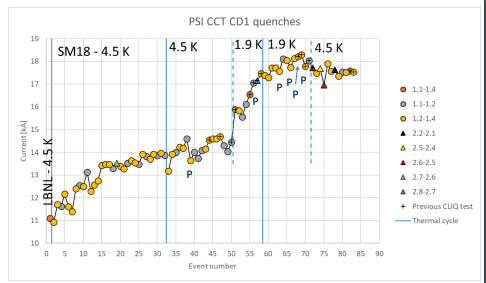 PSI CCT CD1 quenches
SM18 - 4.5 K
4.5 K
1.9 K
1.9 K
4.5 K
LBNL - 4.5 K
Current [kA]
19
18
17
16
15
14
13
12
11
10
P
P
P
P
P
P
P
0 5 10 15 20 25 30 35 40 45 50 55 60 65 70 75 80 85 90
Event number
1.1-1.4
1.1-1.2
1.2-1.4
2.2-2.1
2.5-2.4
2.6-2.5
2.7-2.6
2.8-2.7
Previous CLIQ test
Thermal cycle